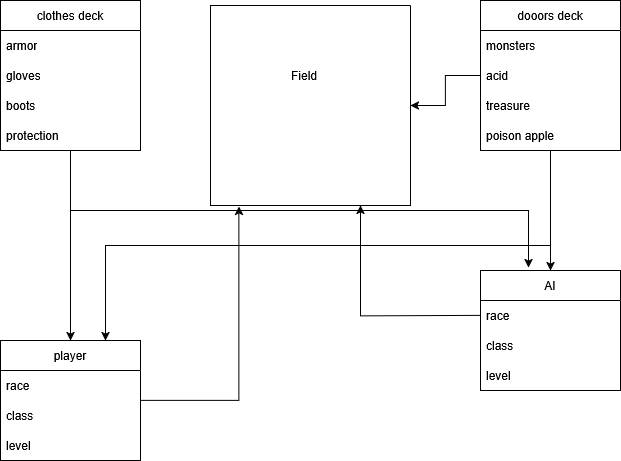 clothes deck
armor
gloves
boots
protection
Field
dooors deck
monsters
acid
treasure
poison apple
player
race
class
level
AI
race
class
level